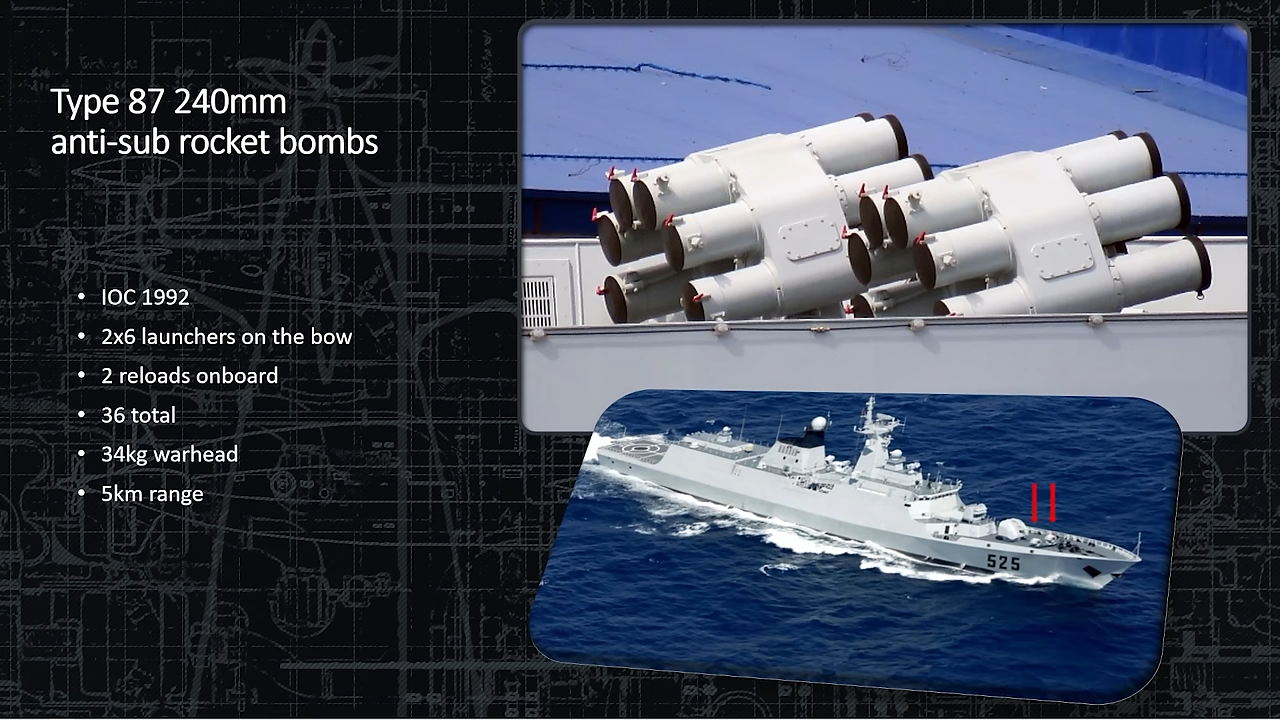 Type 87 240mm
anti-sub rocket bombs
• IOC 1992
• 2x6 launchers on the bow
• 2 reloads onboard
• 36 total
• 34kg warhead
• 5km range
525